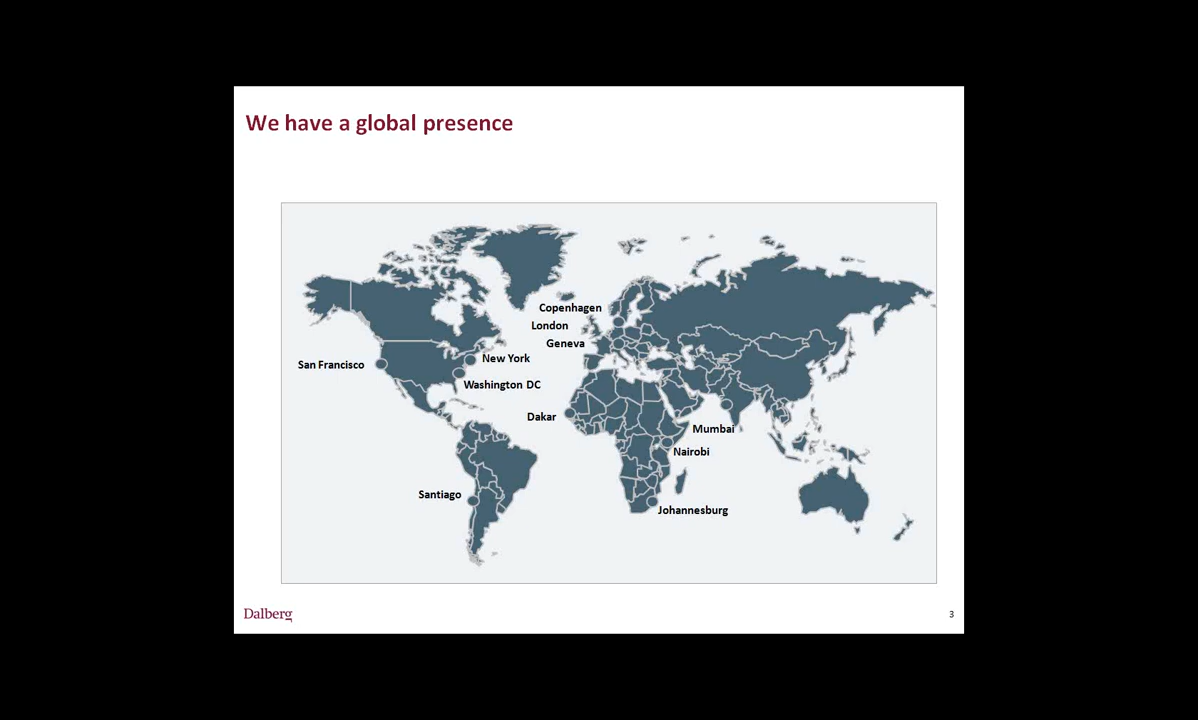 We have a global presence
Copenhagen
London
Geneva
San Francisco
New York
Washington DC
Dakar
Mumbai
Nairobi
Santiago
Johannesburg
Dalberg
3